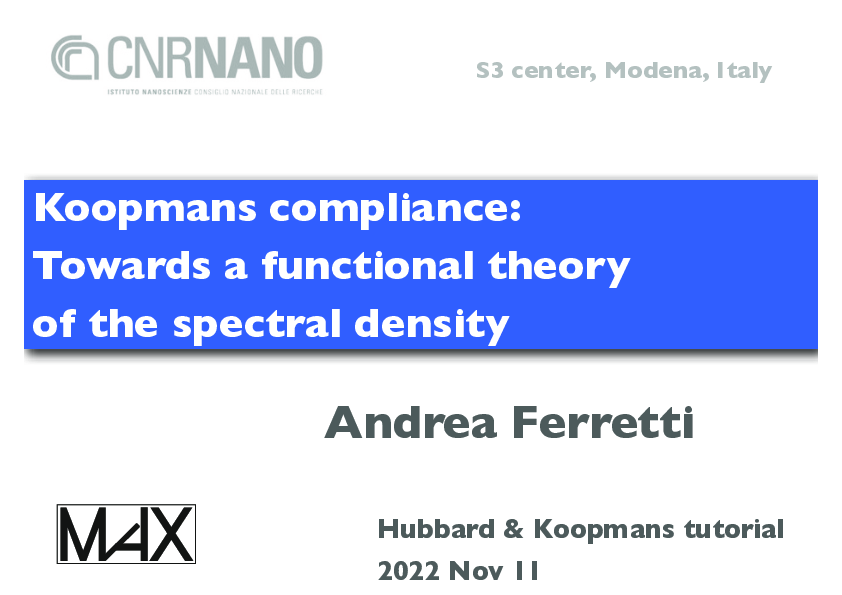 CNRNANO
ISTITUTO NANOSCIENZE CONSIGLIO NAZIONALE DELLE RICERCHE
S3 center, Modena, Italy
Koopmans compliance:
Towards a functional theory
of the spectral density
Andrea Ferretti
MAX
Hubbard & Koopmans tutorial
2022 Nov 11